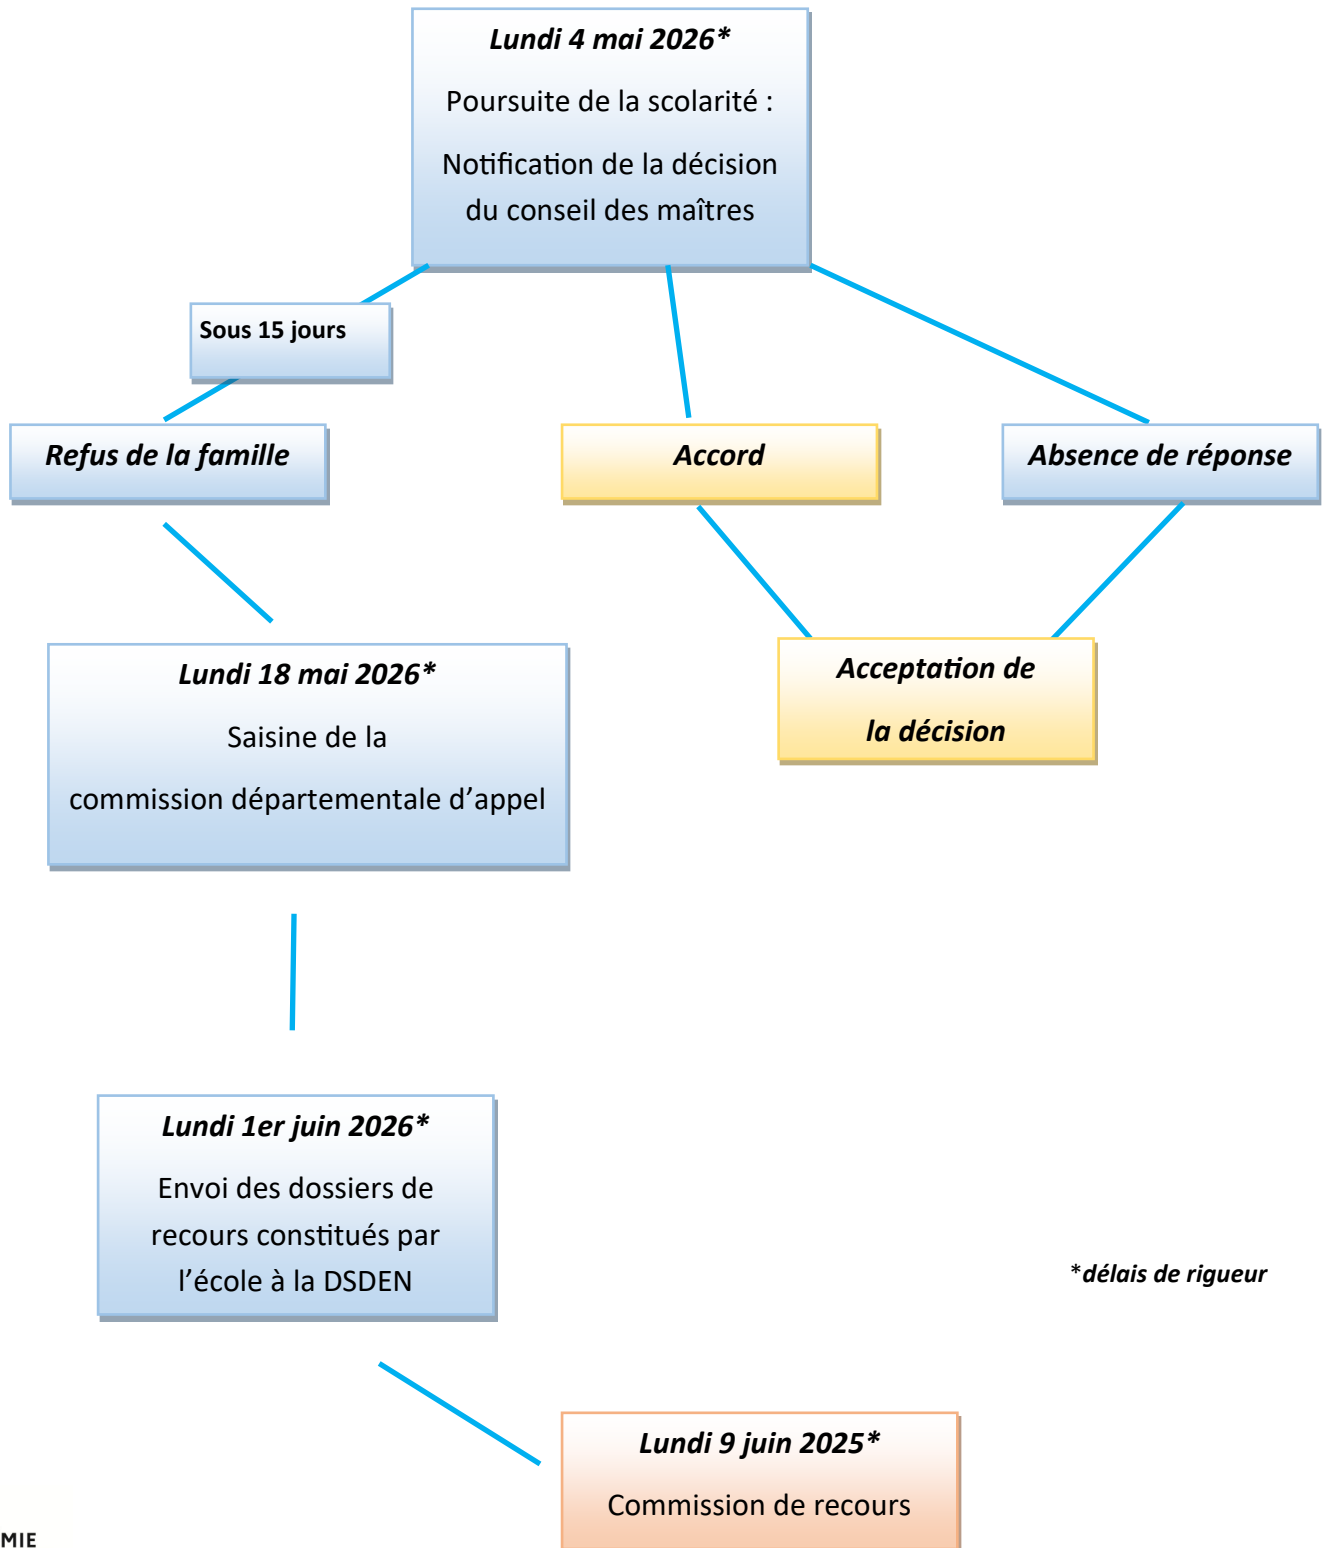 Lundi 4 mai 2026*
Poursuite de la scolarité :
Notification de la décision
du conseil des maîtres
Sous 15 jours
Refus de la famille
Accord
Absence de réponse
Lundi 18 mai 2026*
Saisine de la
commission départementale d’appel
Acceptation de
la décision
Lundi 1er juin 2026*
Envoi des dossiers de
recours constitués par
l’école à la DSDEN
*délais de rigueur
Lundi 9 juin 2025*
Commission de recours
MIE